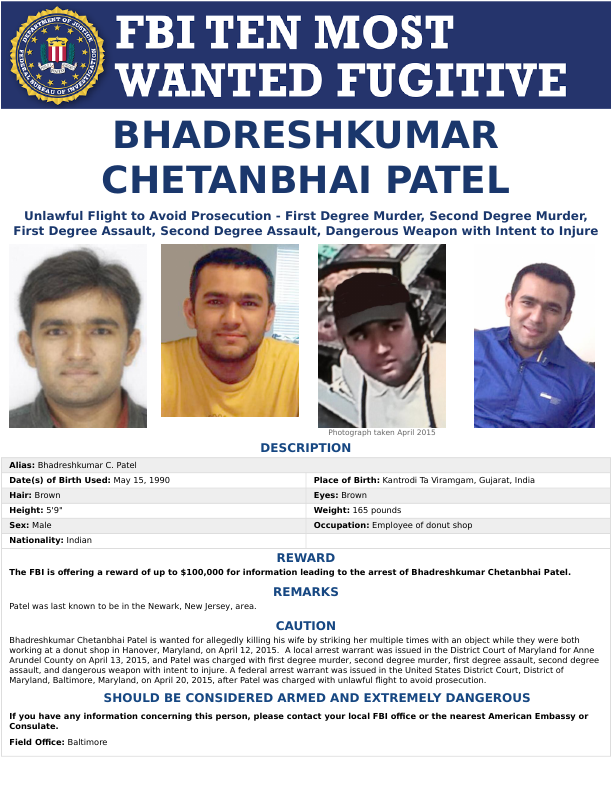 FBI TEN MOST
WANTED FUGITIVE
DEPARTMENT OF JUSTICE
FEDERAL BUREAU OF INVESTIGATION
BHADRESHKUMAR
CHETANBHAI PATEL
Unlawful Flight to Avoid Prosecution - First Degree Murder, Second Degree Murder,
First Degree Assault, Second Degree Assault, Dangerous Weapon with Intent to Injure
Photograph taken April 2015
DESCRIPTION
Alias: Bhadreshkumar C. Patel
Date(s) of Birth Used: May 15, 1990
Place of Birth: Kantrodi Ta Viramgam, Gujarat, India
Hair: Brown
Eyes: Brown
Height: 5'9"
Weight: 165 pounds
Sex: Male
Occupation: Employee of donut shop
Nationality: Indian
REWARD
The FBI is offering a reward of up to $100,000 for information leading to the arrest of Bhadreshkumar Chetanbhai Patel.
REMARKS
Patel was last known to be in the Newark, New Jersey, area.
CAUTION
Bhadreshkumar Chetanbhai Patel is wanted for allegedly killing his wife by striking her multiple times with an object while they were both
working at a donut shop in Hanover, Maryland, on April 12, 2015.  A local arrest warrant was issued in the District Court of Maryland for Anne
Arundel County on April 13, 2015, and Patel was charged with first degree murder, second degree murder, first degree assault, second degree
assault, and dangerous weapon with intent to injure. A federal arrest warrant was issued in the United States District Court, District of
Maryland, Baltimore, Maryland, on April 20, 2015, after Patel was charged with unlawful flight to avoid prosecution.
SHOULD BE CONSIDERED ARMED AND EXTREMELY DANGEROUS
If you have any information concerning this person, please contact your local FBI office or the nearest American Embassy or
Consulate.
Field Office: Baltimore